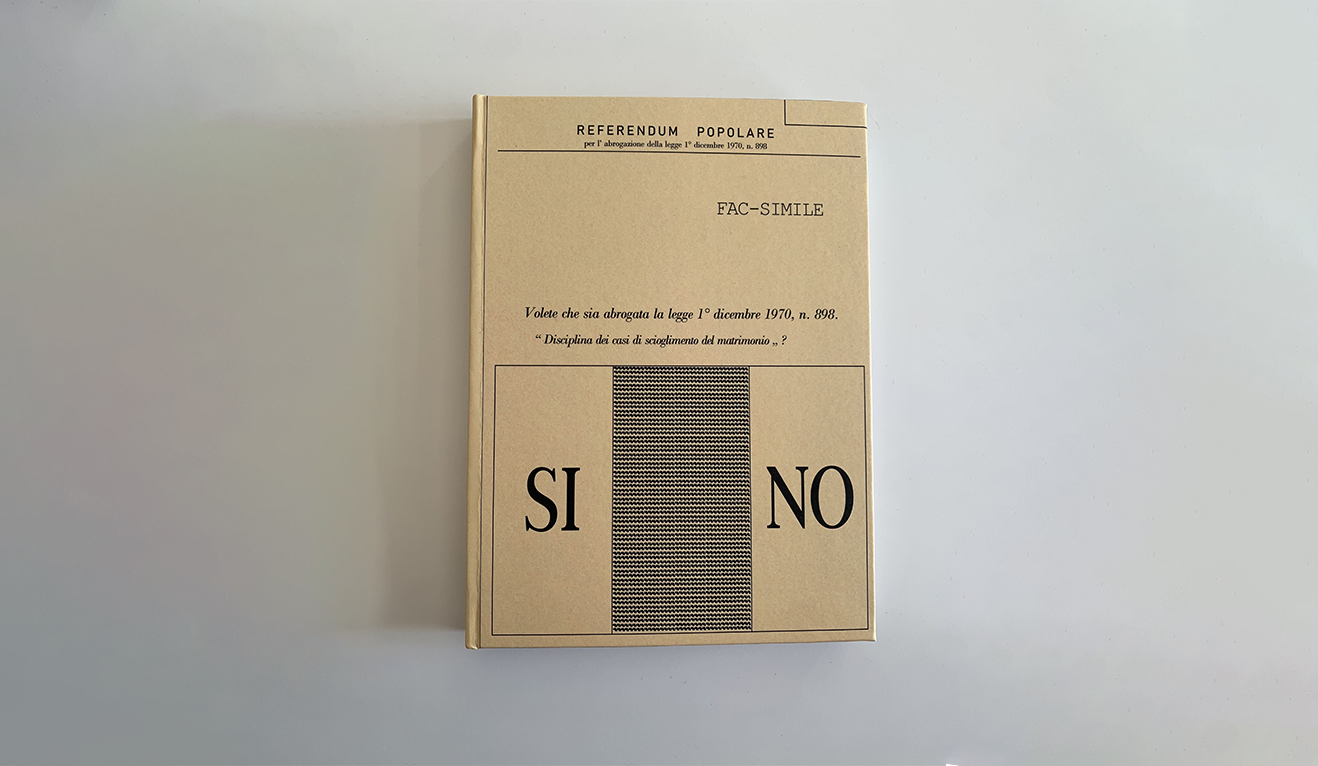 REFERENDUM POPOLARE
per l' abrogazione della legge 1° dicembre 1970, n. 898
FAC-SIMILE
Volete che sia abrogata la legge 1° dicembre 1970, n. 898.
“ Disciplina dei casi di scioglimento del matrimonio „ ?
SI NO